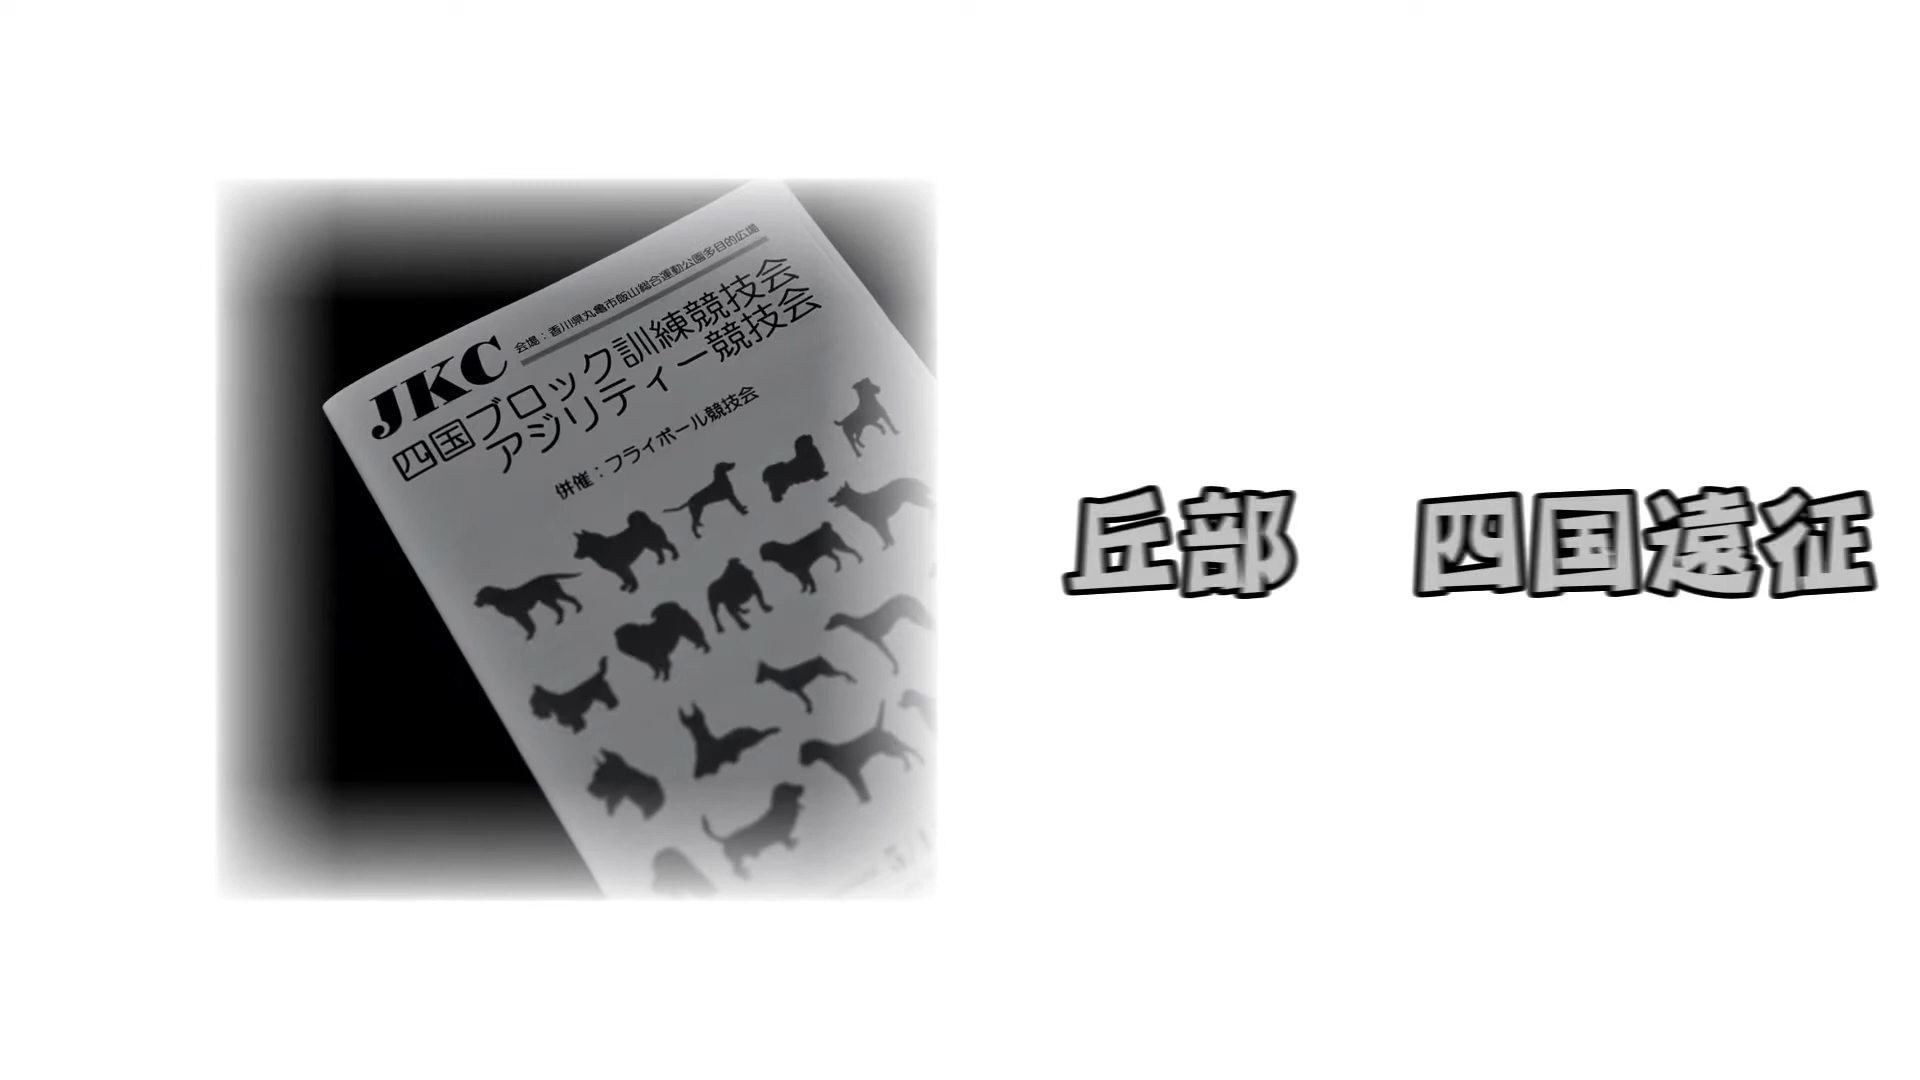 JKC
会場：香川県丸亀市飯山総合運動公園多目的広場
四国ブロック訓練競技会
アジリティー競技会
併催：フライボール競技会
丘部　四国遠征